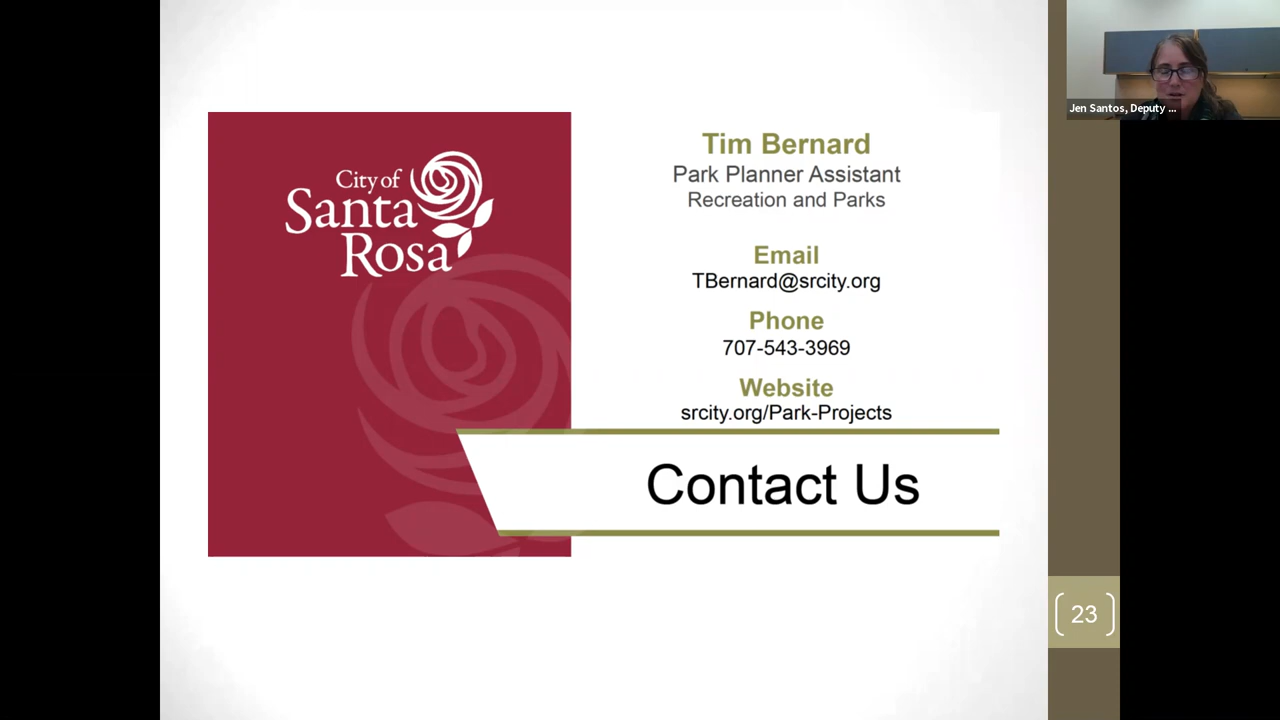 City of
Santa
Rosa
Tim Bernard
Park Planner Assistant
Recreation and Parks
Email
TBernard@srcity.org
Phone
707-543-3969
Website
srcity.org/Park-Projects
Contact Us
23
Jen Santos, Deputy ...